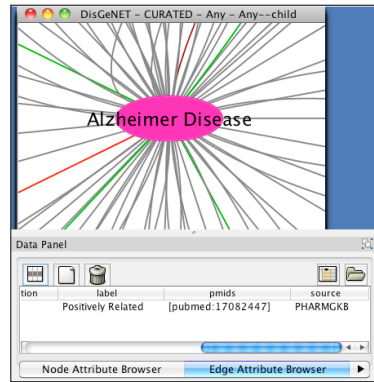 DisGeNET - CURATED - Any - Any--child
Alzheimer Disease
Data Panel
tion label pmids source
Positively Related [pubmed:17082447] PHARMGKB
Node Attribute Browser Edge Attribute Browser